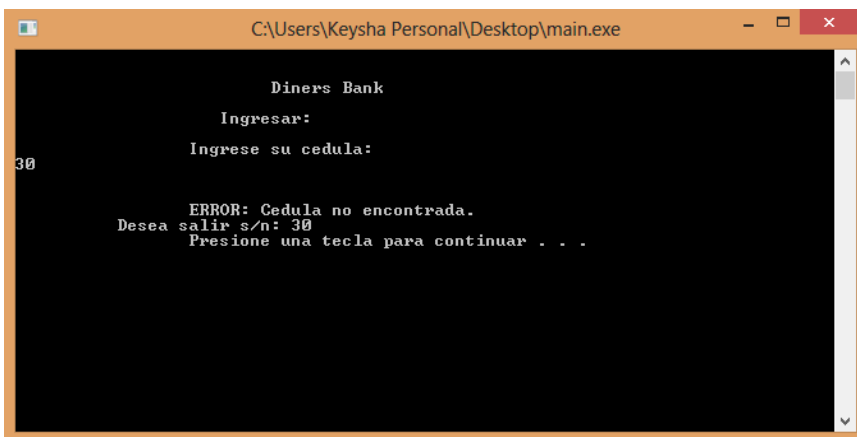 C:\Users\Keysha Personal\Desktop\main.exe
Diners Bank
Ingresar:
Ingrese su cedula:
30
ERROR: Cedula no encontrada.
Desea salir s/n: 30
Presione una tecla para continuar . . .